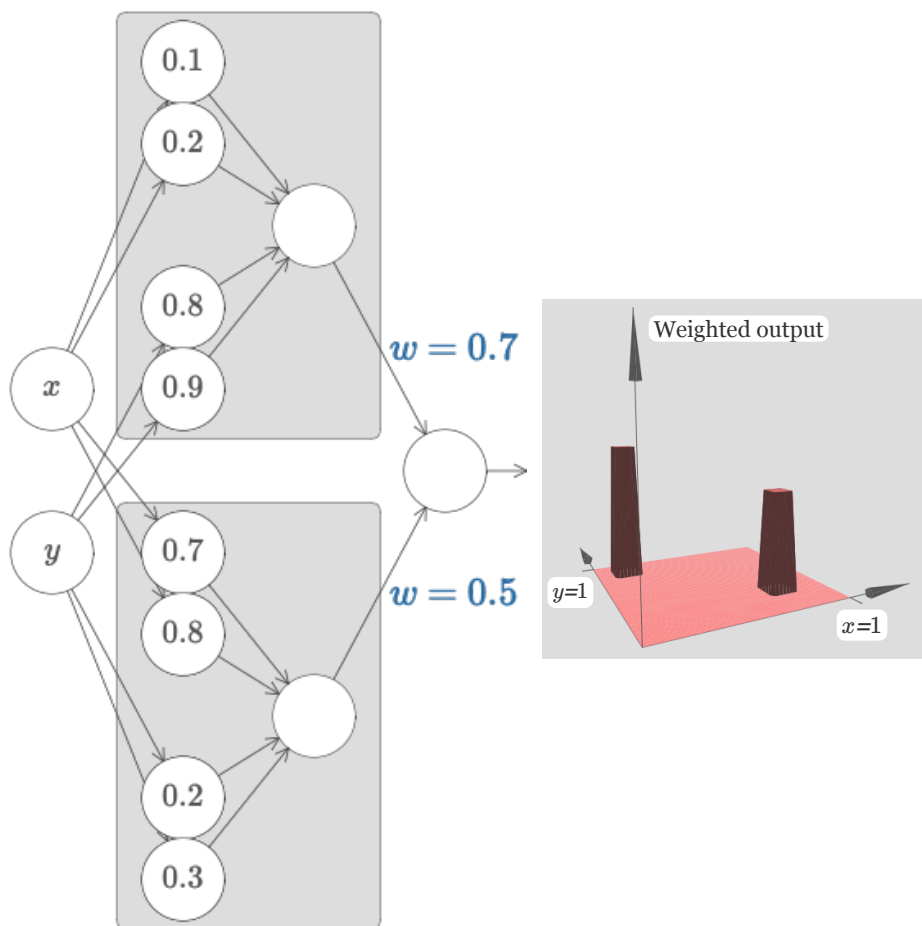 0.1
0.2
0.8
0.9
x
y
w = 0.7
0.7
0.8
w = 0.5
0.2
0.3
Weighted output
y=1
x=1